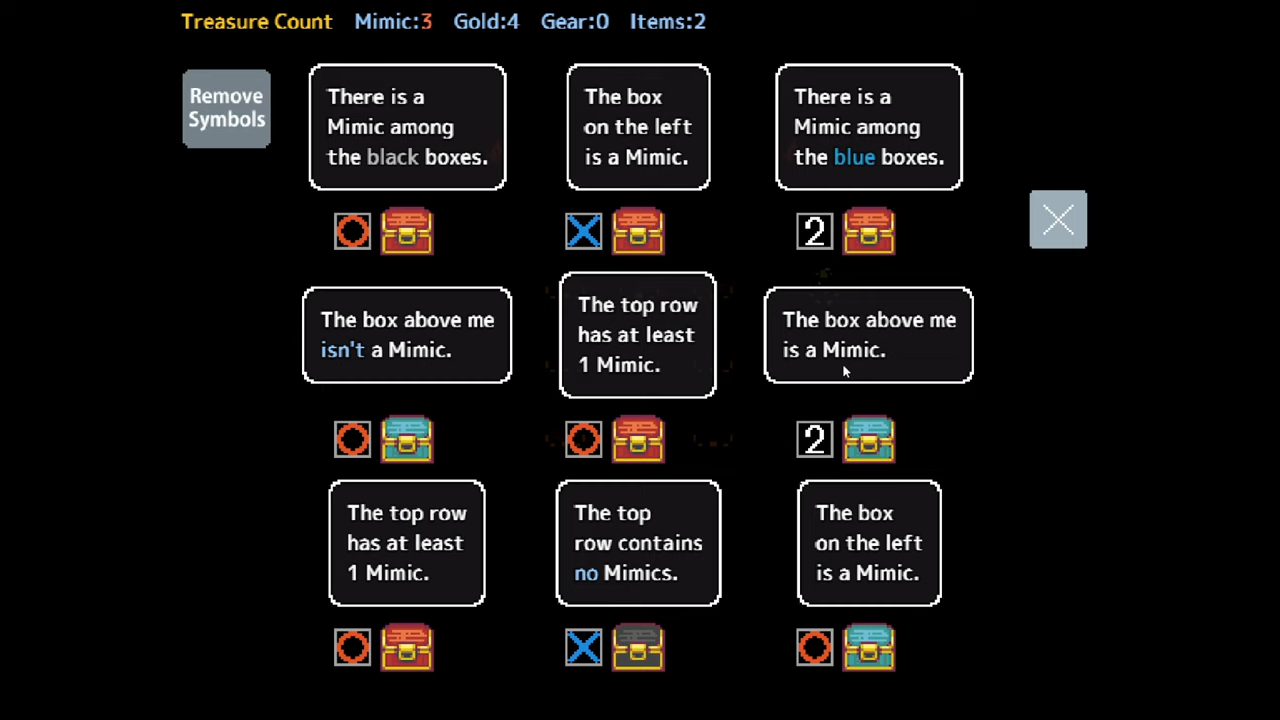 Treasure Count Mimic:3 Gold:4 Gear:0 Items:2
Remove
Symbols
There is a
Mimic among
the black boxes.
The box
on the left
is a Mimic.
There is a
Mimic among
the blue boxes.
2
The box above me
isn't a Mimic.
The top row
has at least
1 Mimic.
The box above me
is a Mimic.
2
The top row
has at least
1 Mimic.
The top
row contains
no Mimics.
The box
on the left
is a Mimic.